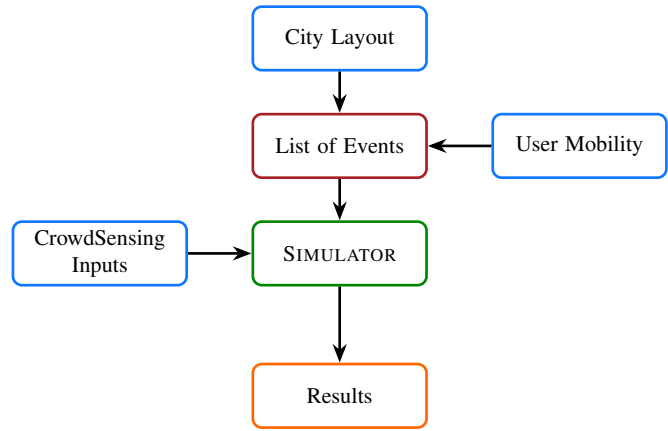 City Layout
List of Events
User Mobility
CrowdSensing
Inputs
SIMULATOR
Results